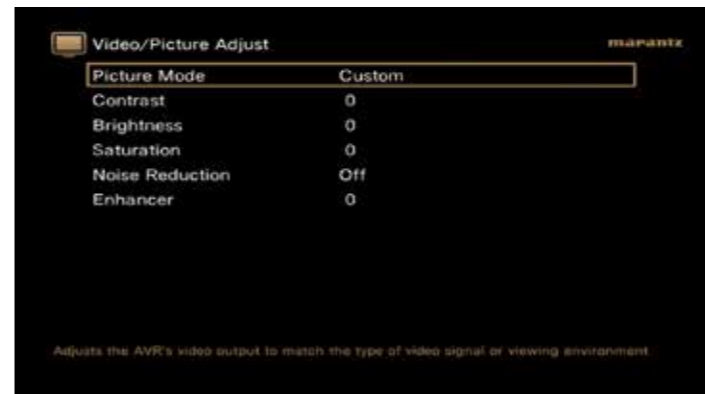 Video/Picture Adjust marantz
Picture Mode Custom
Contrast 0
Brightness 0
Saturation 0
Noise Reduction Off
Enhancer 0
Adjusts the AVR's video output to match the type of video signal or viewing environment